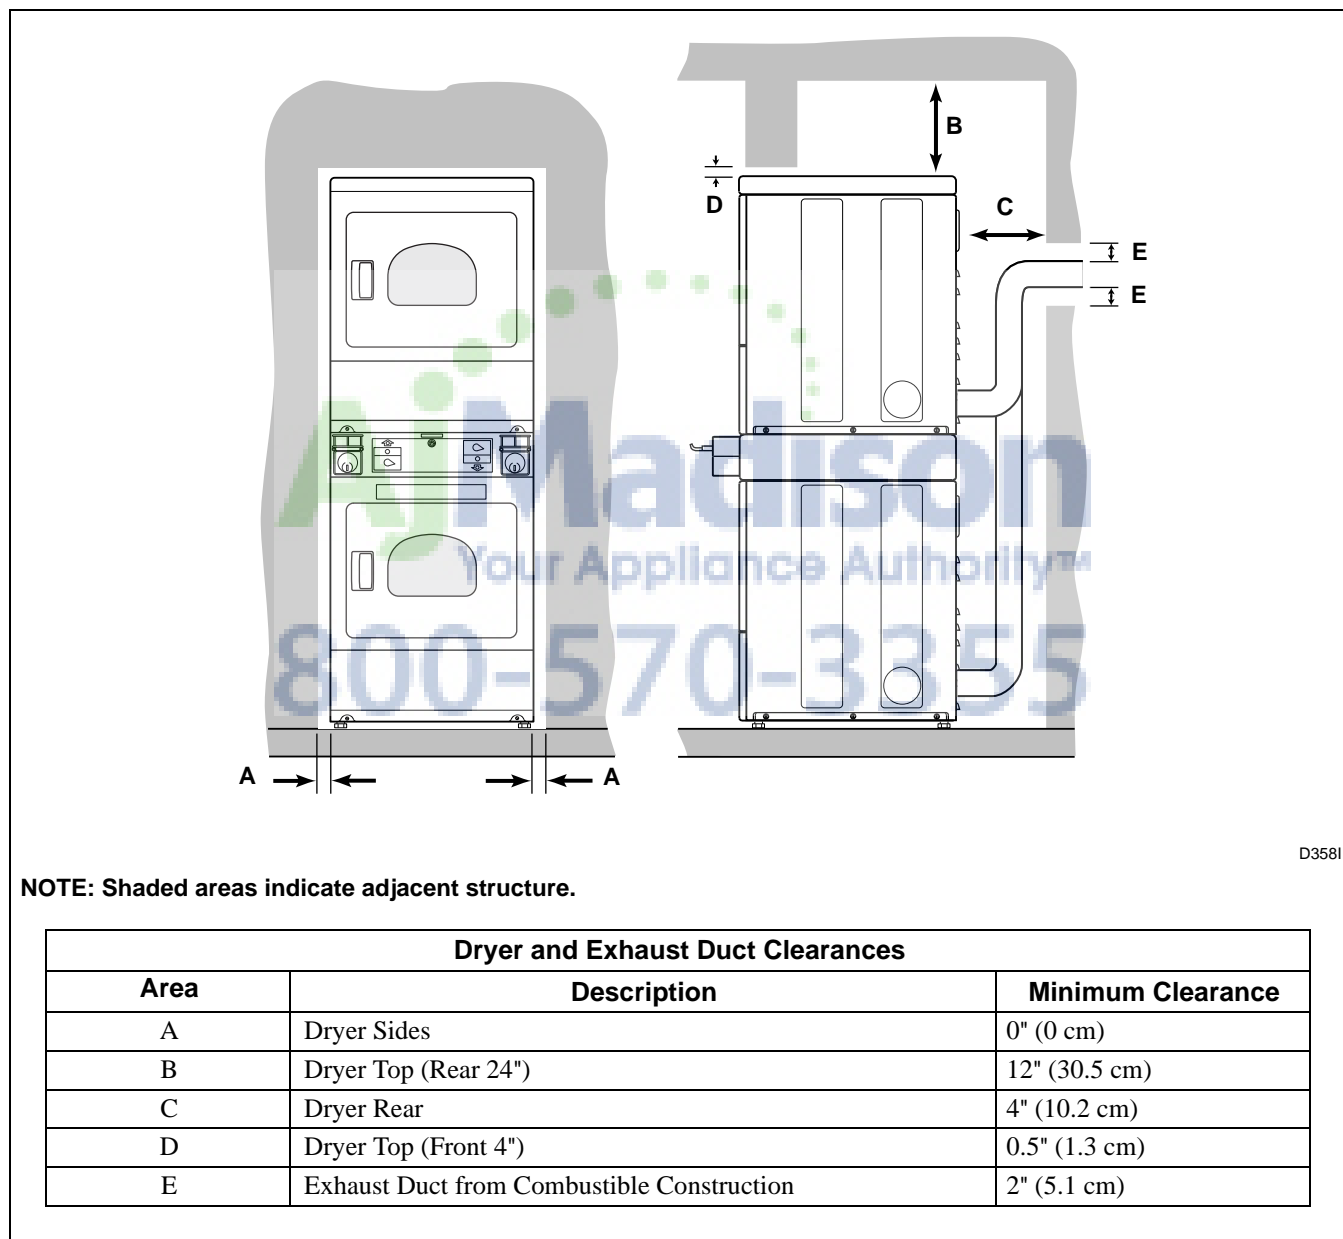 B
D
C
E
E
AjMadison
Your Appliance Authority™
800-570-3355
A
A
D358I
NOTE: Shaded areas indicate adjacent structure.
Dryer and Exhaust Duct Clearances
Area Description Minimum Clearance
A Dryer Sides 0" (0 cm)
B Dryer Top (Rear 24") 12" (30.5 cm)
C Dryer Rear 4" (10.2 cm)
D Dryer Top (Front 4") 0.5" (1.3 cm)
E Exhaust Duct from Combustible Construction 2" (5.1 cm)